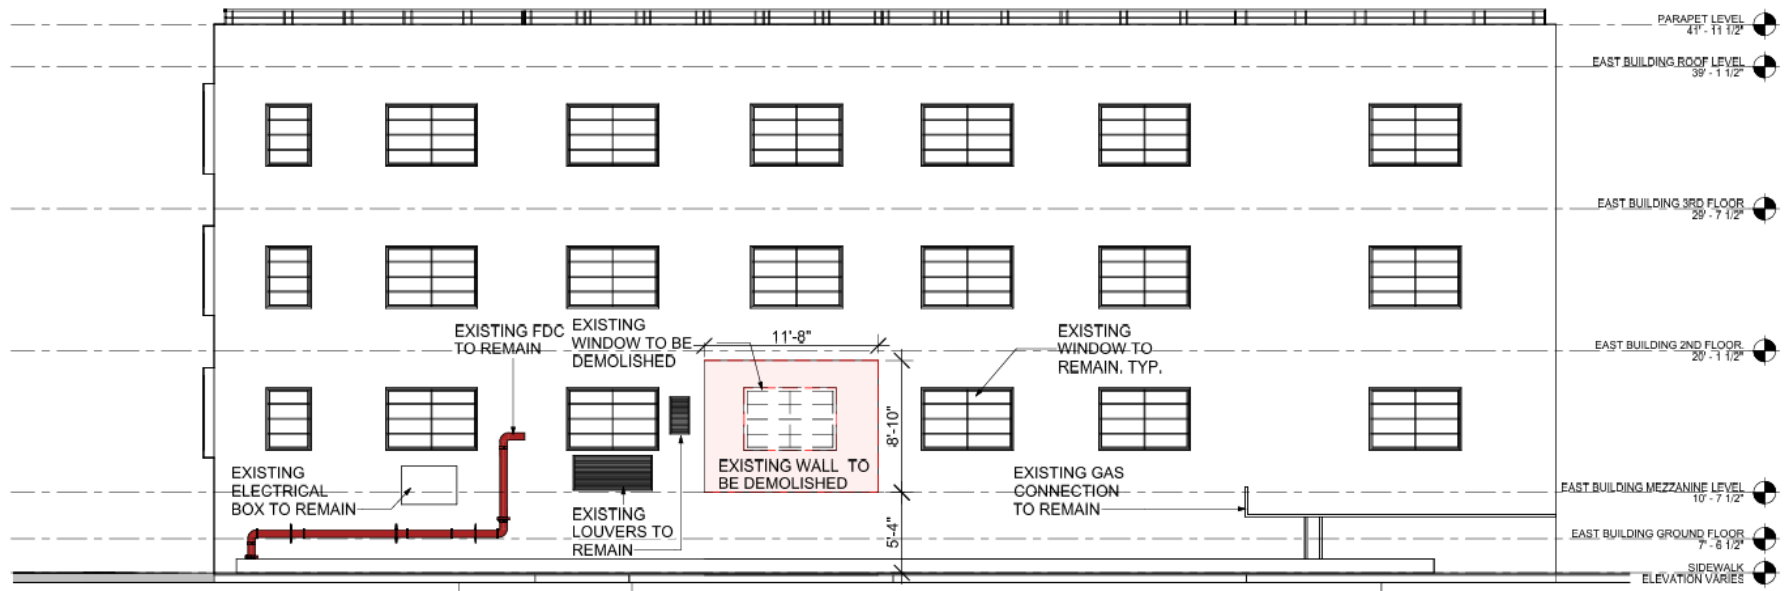 PARAPET LEVEL
41' - 11 1/2"
EAST BUILDING ROOF LEVEL
39' - 1 1/2"
EAST BUILDING 3RD FLOOR
29' - 7 1/2"
EXISTING FDC
TO REMAIN
EXISTING
WINDOW TO BE
DEMOLISHED
11'-8"
EXISTING
WINDOW TO
REMAIN. TYP.
EAST BUILDING 2ND FLOOR
20' - 1 1/2"
8'-10"
EXISTING
ELECTRICAL
BOX TO REMAIN
EXISTING WALL TO
BE DEMOLISHED
EXISTING GAS
CONNECTION
TO REMAIN
EAST BUILDING MEZZANINE LEVEL
10' - 7 1/2"
EXISTING
LOUVERS TO
REMAIN
5'-4"
EAST BUILDING GROUND FLOOR
7' - 6 1/2"
SIDEWALK
ELEVATION VARIES